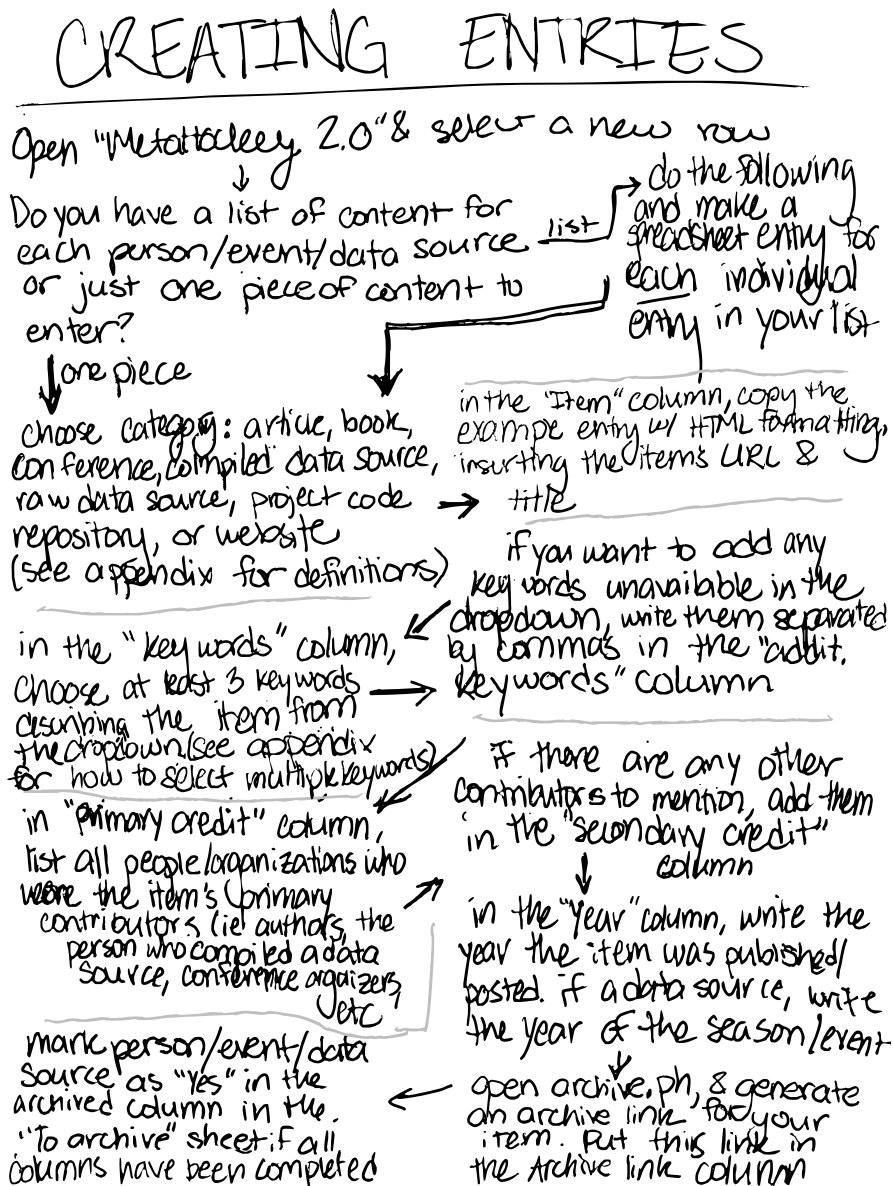 CREATING ENTRIES
Open "Metahockey 2.0" & select a new row
Do you have a list of content for
each person/event/data source
or just one piece of content to
enter?
list
do the following
and make a
spreadsheet entry for
each individual
entry in your list
one piece
choose category: article, book,
conference, compiled data source,
raw data source, project code
repository, or website
(see appendix for definitions)
in the "Item" column, copy the
example entry w/ HTML formatting,
insurting the item's URL &
title
in the "keywords" column,
choose at least 3 keywords
describing the item from
the dropdown (see appendix
for how to select multiple keywords)
if you want to add any
keywords unavailable in the
dropdown, write them separated
by commas in the "addit.
keywords" column
in "primary credit" column,
list all people/organizations who
were the item's primary
contributors (ie authors, the
person who compiled a data
source, conference orgaizers,
etc
if there are any other
contributors to mention, add them
in the "secondary credit"
column
in the "Year" column, write the
year the item was published/
posted. if a data source, write
the year of the season/event
open archive.ph, & generate
an archive link for your
item. Put this link in
the Archive link column
mark person/event/data
source as "Yes" in the
archived column in the.
"To archive" sheet if all
columns have been completed